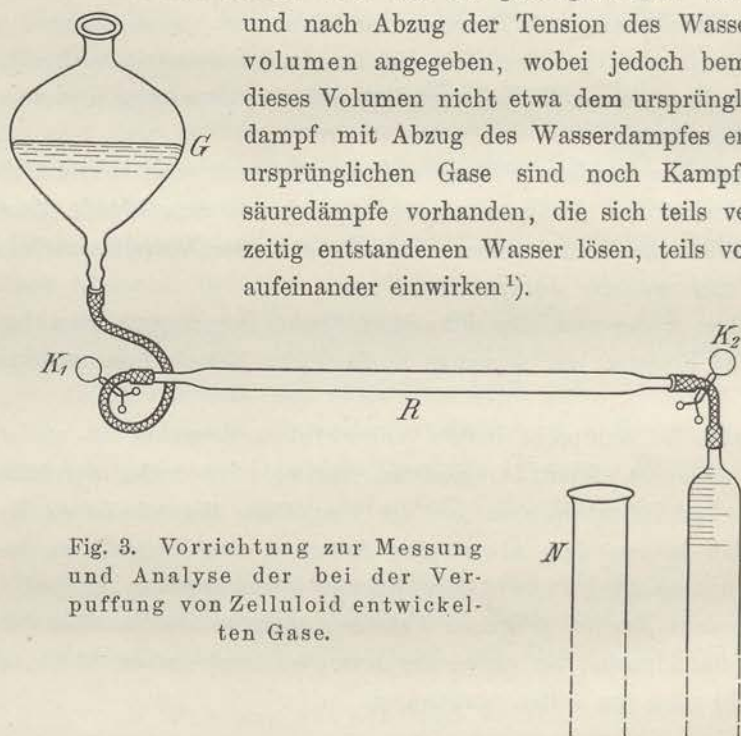 und nach Abzug der Tension des Wasse
volumen angegeben, wobei jedoch bem
dieses Volumen nicht etwa dem ursprüngl
dampf mit Abzug des Wasserdampfes en
ursprünglichen Gase sind noch Kampf
säuredämpfe vorhanden, die sich teils ve
zeitig entstandenen Wasser lösen, teils vo
aufeinander einwirken ¹).
G
K₁
K₂
R
N
Fig. 3. Vorrichtung zur Messung
und Analyse der bei der Ver-
puffung von Zelluloid entwickel-
ten Gase.